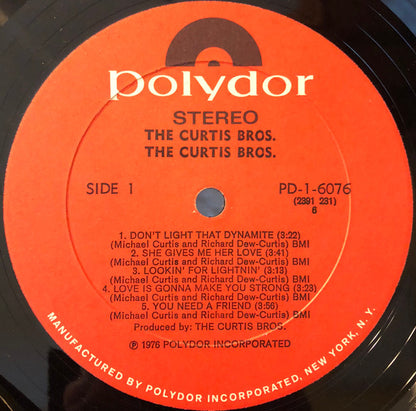 polydor
STEREO
THE CURTIS BROS.
THE CURTIS BROS.
SIDE 1
PD-1-6076
(2391 231)
6
1. DON'T LIGHT THAT DYNAMITE (3:22)
(Michael Curtis and Richard Dew-Curtis) BMI
2. SHE GIVES ME HER LOVE (3:41)
(Michael Curtis and Richard Dew-Curtis) BMI
3. LOOKIN' FOR LIGHTNIN' (3:13)
(Michael Curtis and Richard Dew-Curtis) BMI
4. LOVE IS GONNA MAKE YOU STRONG (3:23)
(Michael Curtis and Richard Dew-Curtis) BMI
5. YOU NEED A FRIEND (3:56)
(Michael Curtis and Richard Dew-Curtis) BMI
Produced by: THE CURTIS BROS.
Ⓟ 1976 POLYDOR INCORPORATED
MANUFACTURED BY POLYDOR INCORPORATED, NEW YORK, N. Y.